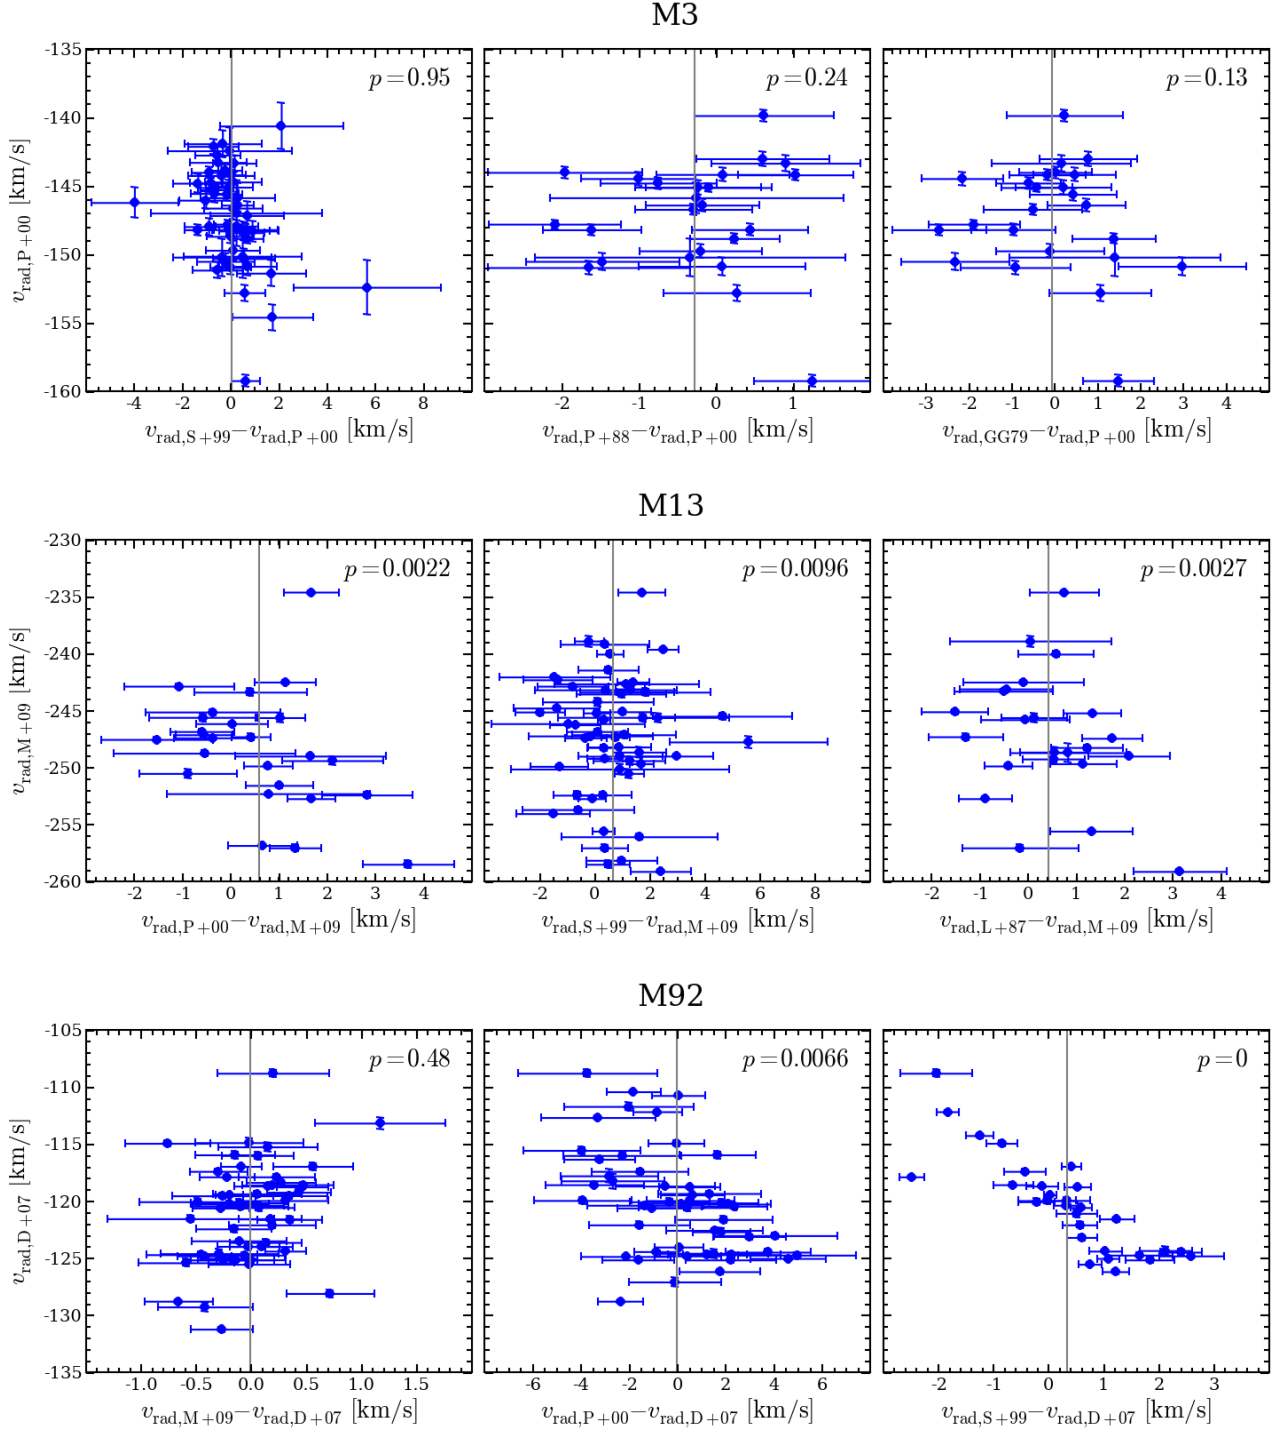 M3
-135
-140
-145
-150
-155
-160
v_rad,P+00 [km/s]
p=0.95
p=0.24
p=0.13
-4 -2 0 2 4 6 8
-2 -1 0 1
-3 -2 -1 0 1 2 3 4
v_rad,S+99−v_rad,P+00 [km/s]
v_rad,P+88−v_rad,P+00 [km/s]
v_rad,GG79−v_rad,P+00 [km/s]
M13
-230
-235
-240
-245
-250
-255
-260
v_rad,M+09 [km/s]
p=0.0022
p=0.0096
p=0.0027
-2 -1 0 1 2 3 4
-2 0 2 4 6 8
-2 -1 0 1 2 3 4
v_rad,P+00−v_rad,M+09 [km/s]
v_rad,S+99−v_rad,M+09 [km/s]
v_rad,L+87−v_rad,M+09 [km/s]
M92
-105
-110
-115
-120
-125
-130
-135
v_rad,D+07 [km/s]
p=0.48
p=0.0066
p=0
-1.0 -0.5 0.0 0.5 1.0 1.5
-6 -4 -2 0 2 4 6
-2 -1 0 1 2 3
v_rad,M+09−v_rad,D+07 [km/s]
v_rad,P+00−v_rad,D+07 [km/s]
v_rad,S+99−v_rad,D+07 [km/s]